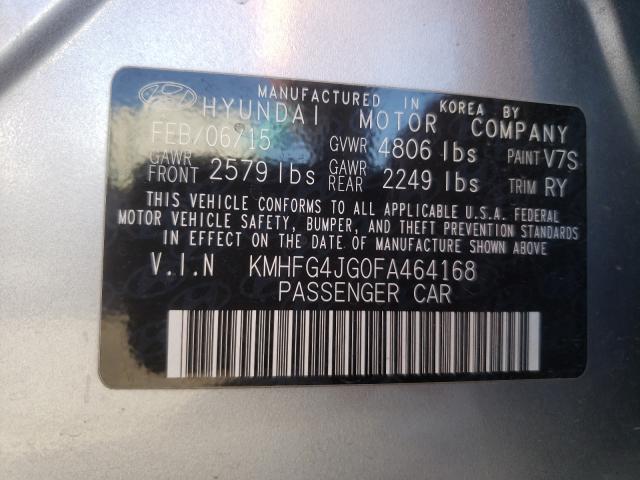 MANUFACTURED IN KOREA BY
HYUNDAI MOTOR COMPANY
FEB/06/15 GVWR 4806 lbs PAINT V7S
GAWR FRONT 2579 lbs GAWR REAR 2249 lbs TRIM RY
THIS VEHICLE CONFORMS TO ALL APPLICABLE U.S.A. FEDERAL
MOTOR VEHICLE SAFETY, BUMPER, AND THEFT PREVENTION STANDARDS
IN EFFECT ON THE DATE OF MANUFACTURE SHOWN ABOVE
V.I.N KMHFG4JG0FA464168
PASSENGER CAR